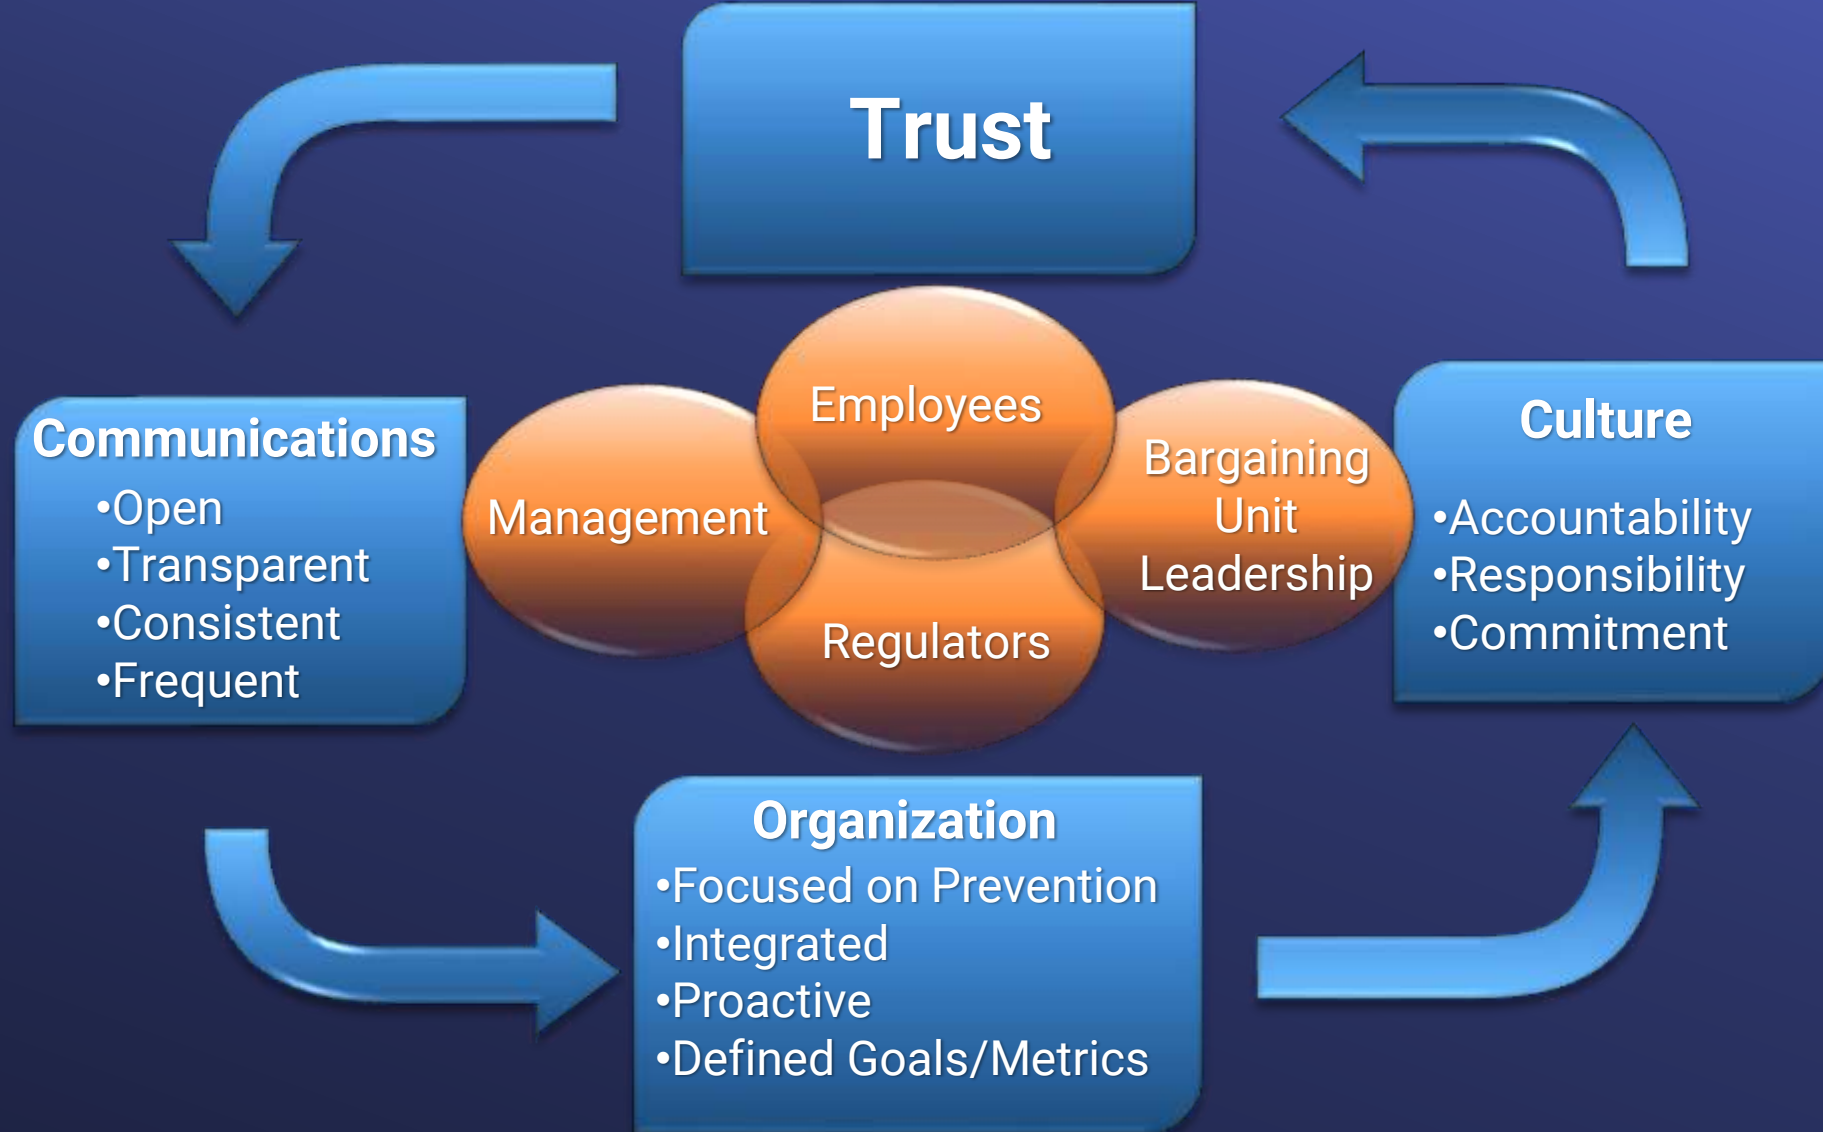 Trust
Communications
•Open
•Transparent
•Consistent
•Frequent
Management
Employees
Regulators
Bargaining
Unit
Leadership
Culture
•Accountability
•Responsibility
•Commitment
Organization
•Focused on Prevention
•Integrated
•Proactive
•Defined Goals/Metrics